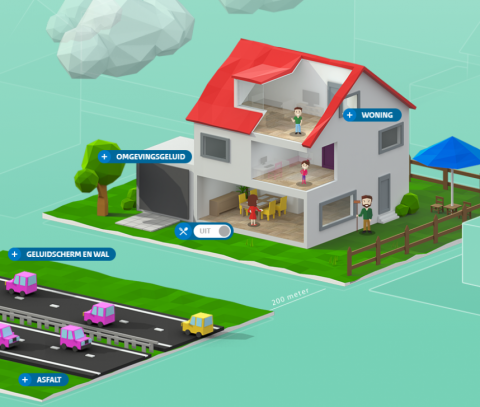 + WONING
+ OMGEVINGSGELUID
UIT
+ GELUIDSCHERM EN WAL
200 meter
+ ASFALT